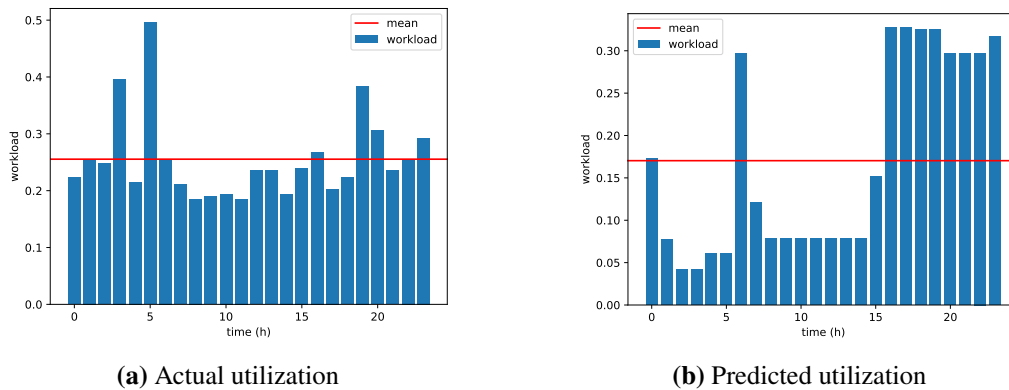 0.5
0.4
0.3
0.2
0.1
0.0
workload
mean
workload
0
5
10
15
20
time (h)
(a) Actual utilization
0.30
0.25
0.20
0.15
0.10
0.05
0.00
workload
mean
workload
0
5
10
15
20
time (h)
(b) Predicted utilization